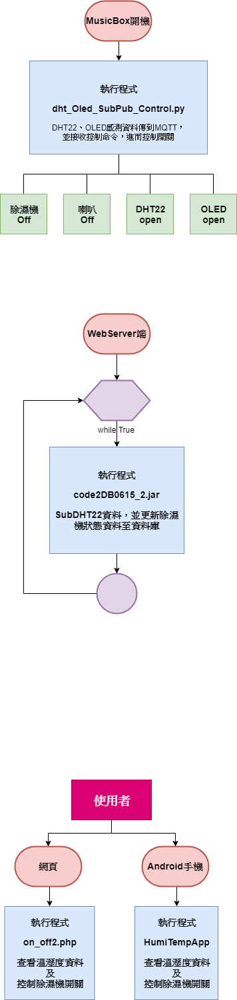 MusicBox開機
執行程式
dht_Oled_SubPub_Control.py
DHT22、OLED感測資料傳到MQTT，
並接收控制命令，進而控制開關
除濕機
Off
喇叭
Off
DHT22
open
OLED
open
WebServer端
while True
執行程式
code2DB0615_2.jar
SubDHT22資料，並更新除濕
機狀態資料至資料庫
使用者
網頁
Android手機
執行程式
on_off2.php
查看溫溼度資料
及
控制除濕機開關
執行程式
HumiTempApp
查看溫溼度資料
及
控制除濕機開關